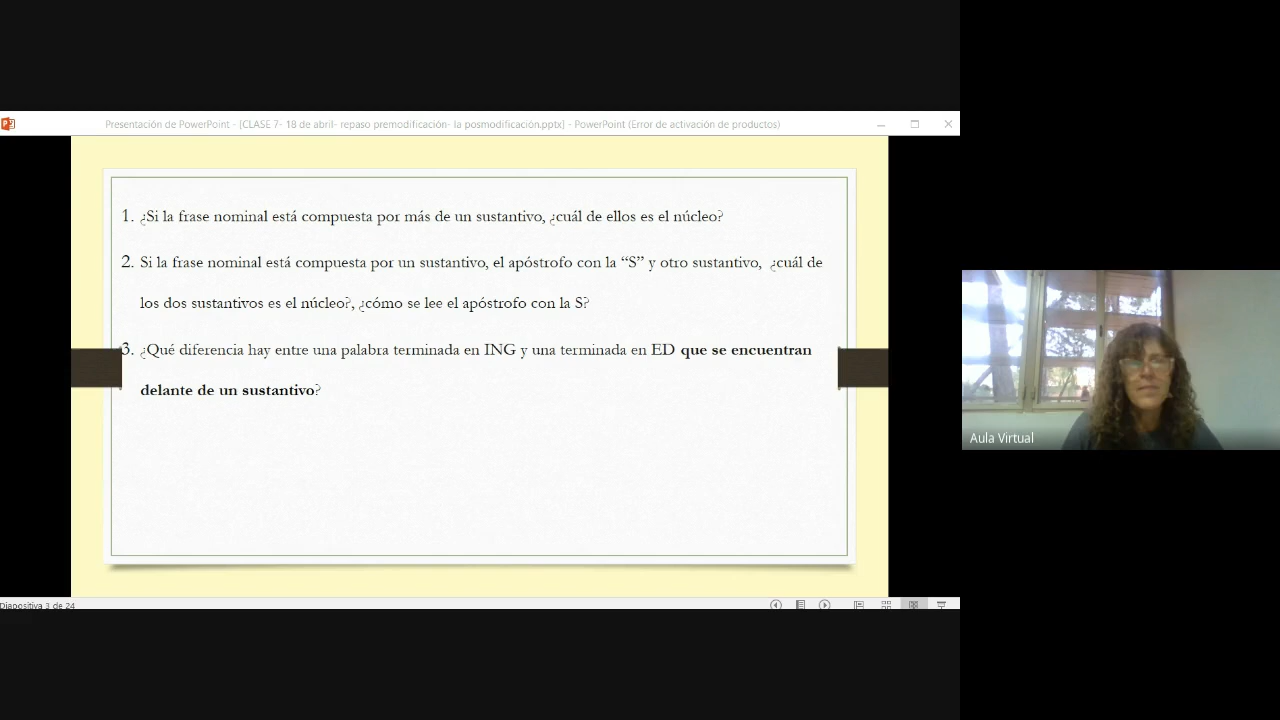 Presentación de PowerPoint - [CLASE 7- 18 de abril- repaso premodificación- la posmodificación.pptx] - PowerPoint (Error de activación de productos)
1. ¿Si la frase nominal está compuesta por más de un sustantivo, ¿cuál de ellos es el núcleo?
2. Si la frase nominal está compuesta por un sustantivo, el apóstrofo con la “S” y otro sustantivo, ¿cuál de
los dos sustantivos es el núcleo?, ¿cómo se lee el apóstrofo con la S?
3. ¿Qué diferencia hay entre una palabra terminada en ING y una terminada en ED que se encuentran
delante de un sustantivo?
Aula Virtual
Diapositiva 3 de 24